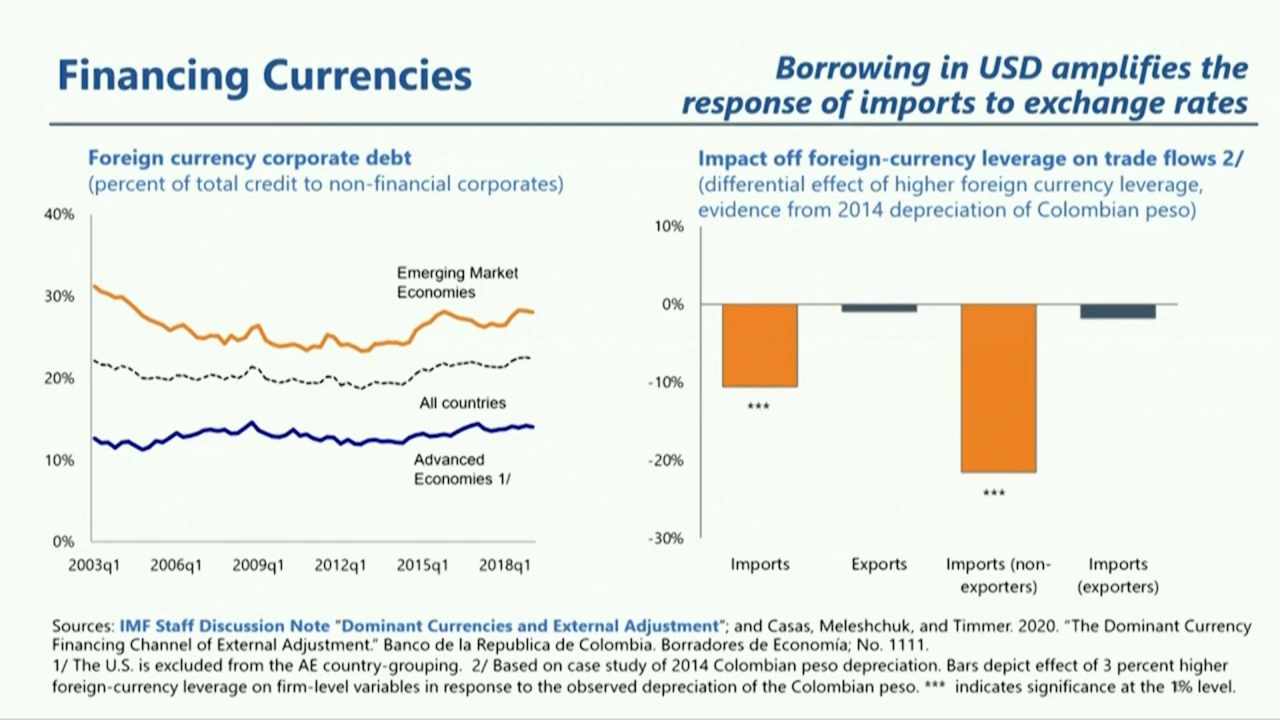 Financing Currencies
Borrowing in USD amplifies the
response of imports to exchange rates
Foreign currency corporate debt
(percent of total credit to non-financial corporates)
40%
30%
20%
10%
0%
Emerging Market
Economies
All countries
Advanced
Economies 1/
2003q1 2006q1 2009q1 2012q1 2015q1 2018q1
Impact off foreign-currency leverage on trade flows 2/
(differential effect of higher foreign currency leverage,
evidence from 2014 depreciation of Colombian peso)
10%
0%
-10%
-20%
-30%
***
***
Imports
Exports
Imports (non-
exporters)
Imports
(exporters)
Sources: IMF Staff Discussion Note "Dominant Currencies and External Adjustment"; and Casas, Meleshchuk, and Timmer. 2020. "The Dominant Currency
Financing Channel of External Adjustment." Banco de la Republica de Colombia. Borradores de Economía; No. 1111.
1/ The U.S. is excluded from the AE country-grouping. 2/ Based on case study of 2014 Colombian peso depreciation. Bars depict effect of 3 percent higher
foreign-currency leverage on firm-level variables in response to the observed depreciation of the Colombian peso. *** indicates significance at the 1% level.